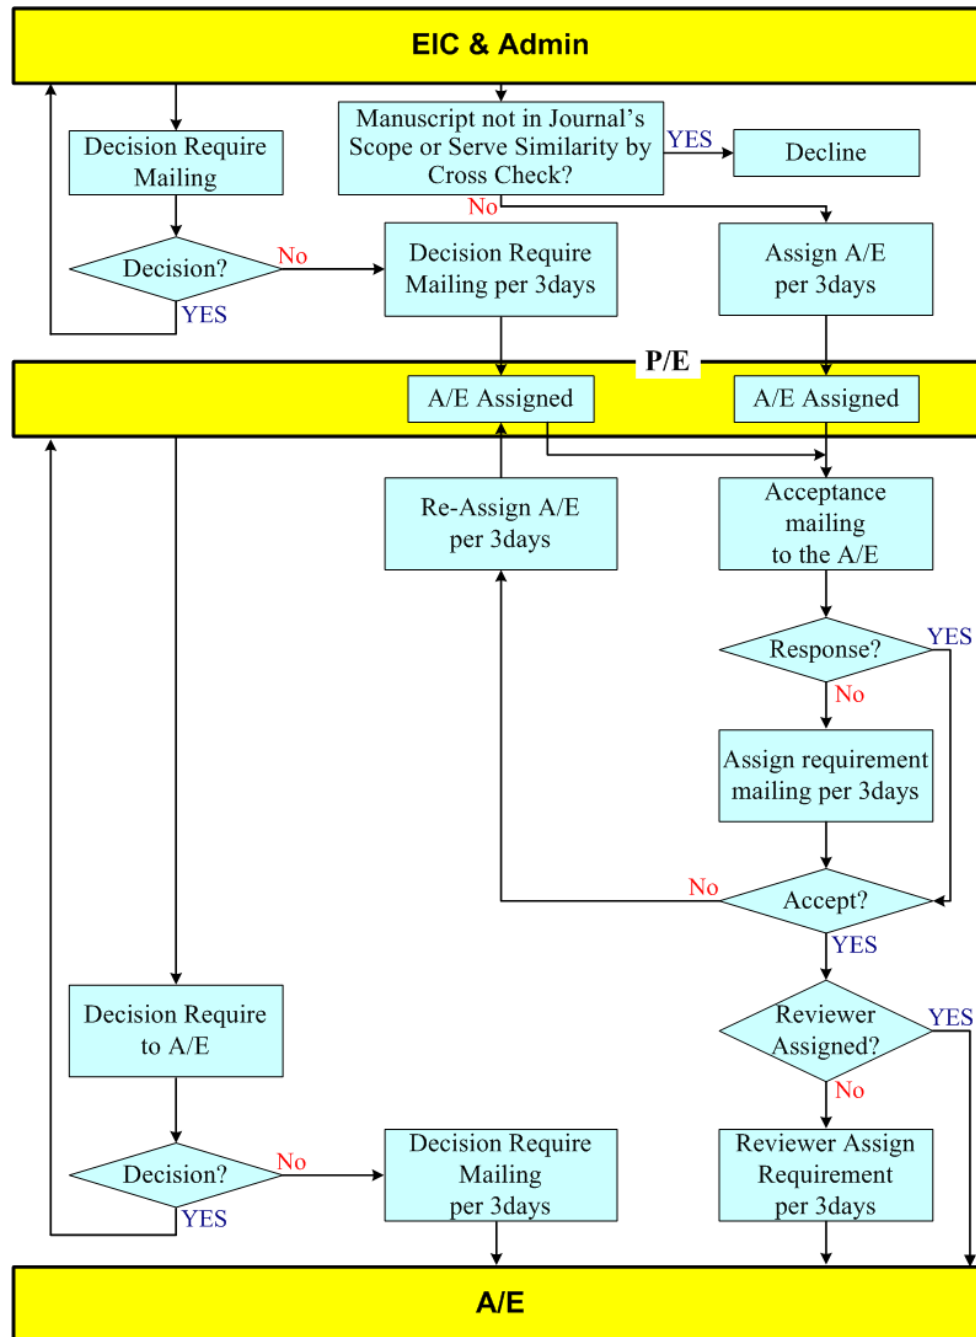 EIC & Admin
Decision Require
Mailing
Manuscript not in Journal's
Scope or Serve Similarity by
Cross Check?
YES
Decline
No
Decision?
No
YES
Decision Require
Mailing per 3days
Assign A/E
per 3days
P/E
A/E Assigned
A/E Assigned
Re-Assign A/E
per 3days
Acceptance
mailing
to the A/E
Response?
YES
No
Assign requirement
mailing per 3days
No
Accept?
YES
Decision Require
to A/E
Reviewer
Assigned?
YES
No
Decision?
No
YES
Decision Require
Mailing
per 3days
Reviewer Assign
Requirement
per 3days
A/E